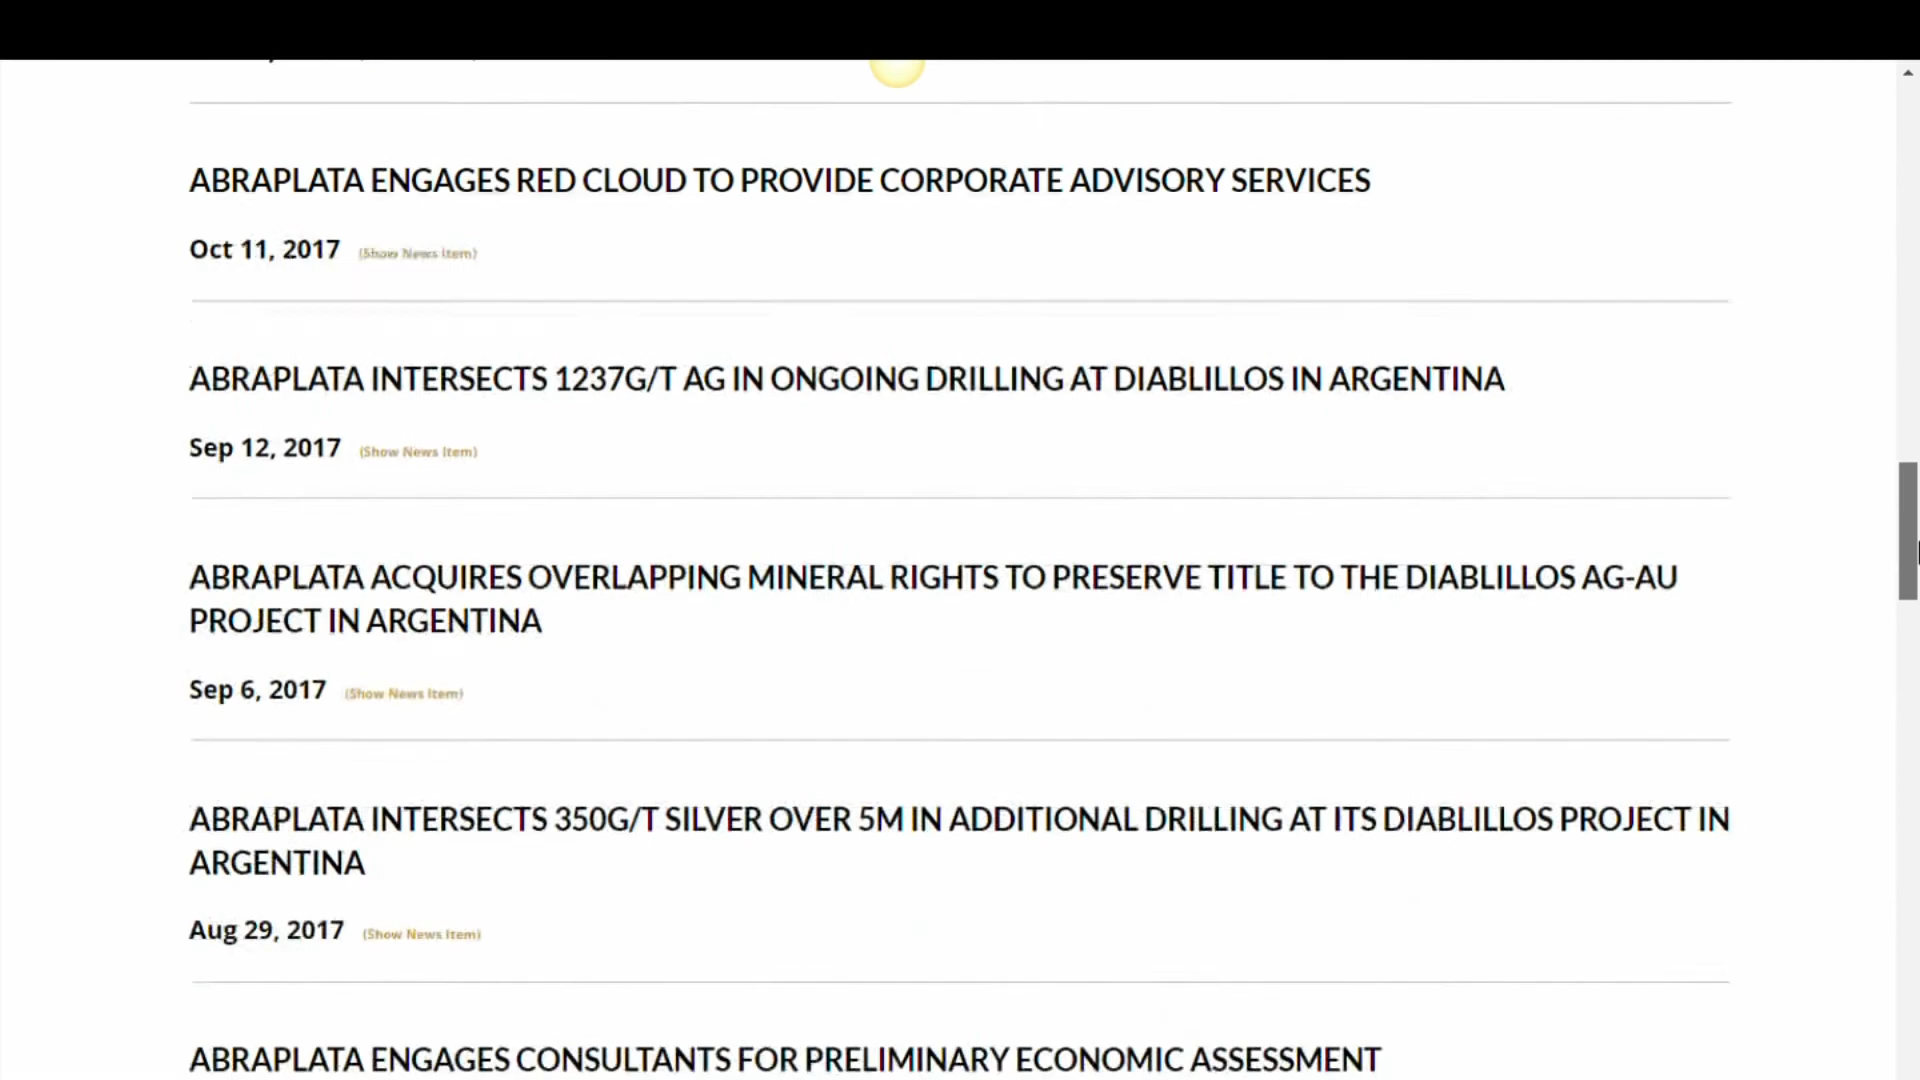 ABRAPLATA ENGAGES RED CLOUD TO PROVIDE CORPORATE ADVISORY SERVICES
Oct 11, 2017 (Show News Item)
ABRAPLATA INTERSECTS 1237G/T AG IN ONGOING DRILLING AT DIABLILLOS IN ARGENTINA
Sep 12, 2017 (Show News Item)
ABRAPLATA ACQUIRES OVERLAPPING MINERAL RIGHTS TO PRESERVE TITLE TO THE DIABLILLOS AG-AU
PROJECT IN ARGENTINA
Sep 6, 2017 (Show News Item)
ABRAPLATA INTERSECTS 350G/T SILVER OVER 5M IN ADDITIONAL DRILLING AT ITS DIABLILLOS PROJECT IN
ARGENTINA
Aug 29, 2017 (Show News Item)
ABRAPLATA ENGAGES CONSULTANTS FOR PRELIMINARY ECONOMIC ASSESSMENT